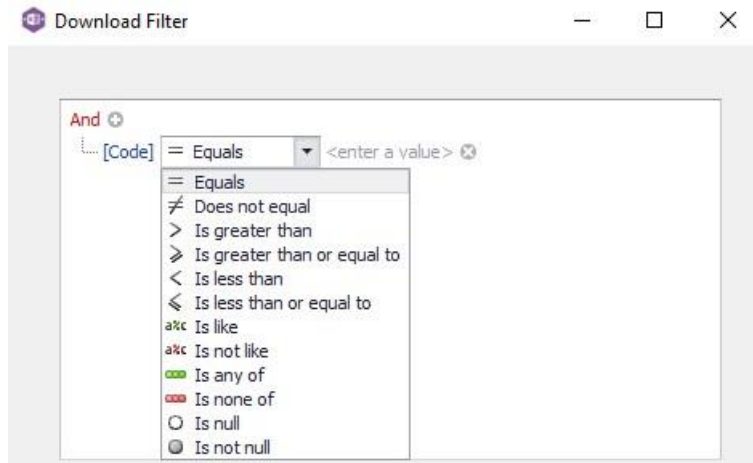 Download Filter
And
[Code] = Equals <enter a value>
= Equals
≠ Does not equal
> Is greater than
⩾ Is greater than or equal to
< Is less than
⩽ Is less than or equal to
a%c Is like
a%c Is not like
Is any of
Is none of
Is null
Is not null